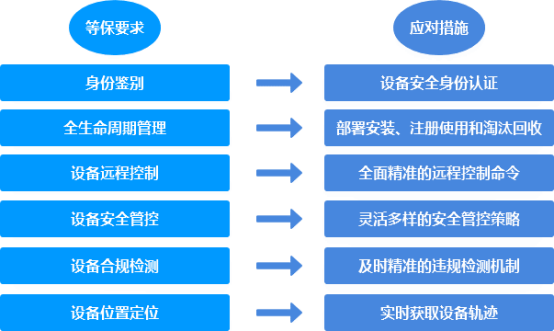 等保要求
应对措施
身份鉴别
设备安全身份认证
全生命周期管理
部署安装、注册使用和淘汰回收
设备远程控制
全面精准的远程控制命令
设备安全管控
灵活多样的安全管控策略
设备合规检测
及时精准的违规检测机制
设备位置定位
实时获取设备轨迹